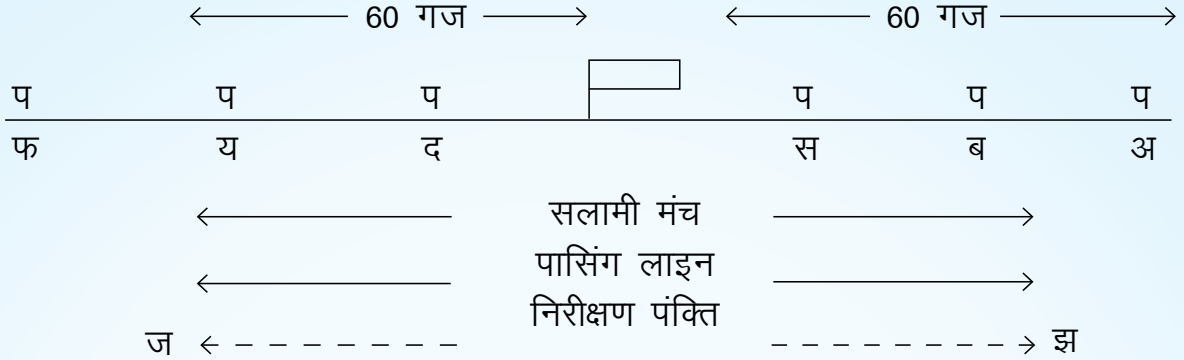 60 गज 60 गज
प प प प प प
फ य द स ब अ
सलामी मंच
पासिंग लाइन
निरीक्षण पंक्ति
ज झ